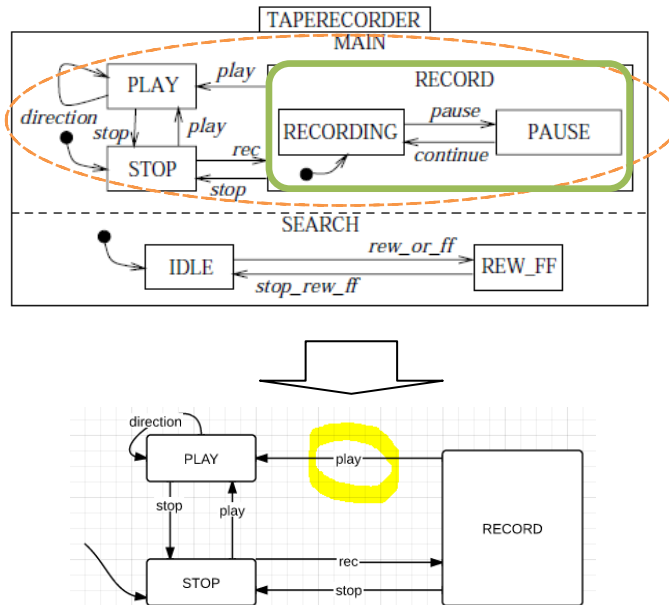 TAPERECORDER
MAIN
play
RECORD
PLAY
direction
stop
play
RECORDING
pause
PAUSE
continue
STOP
rec
stop
SEARCH
IDLE
rew_or_ff
REW_FF
stop_rew_ff
direction
PLAY
play
stop
play
RECORD
rec
STOP
stop